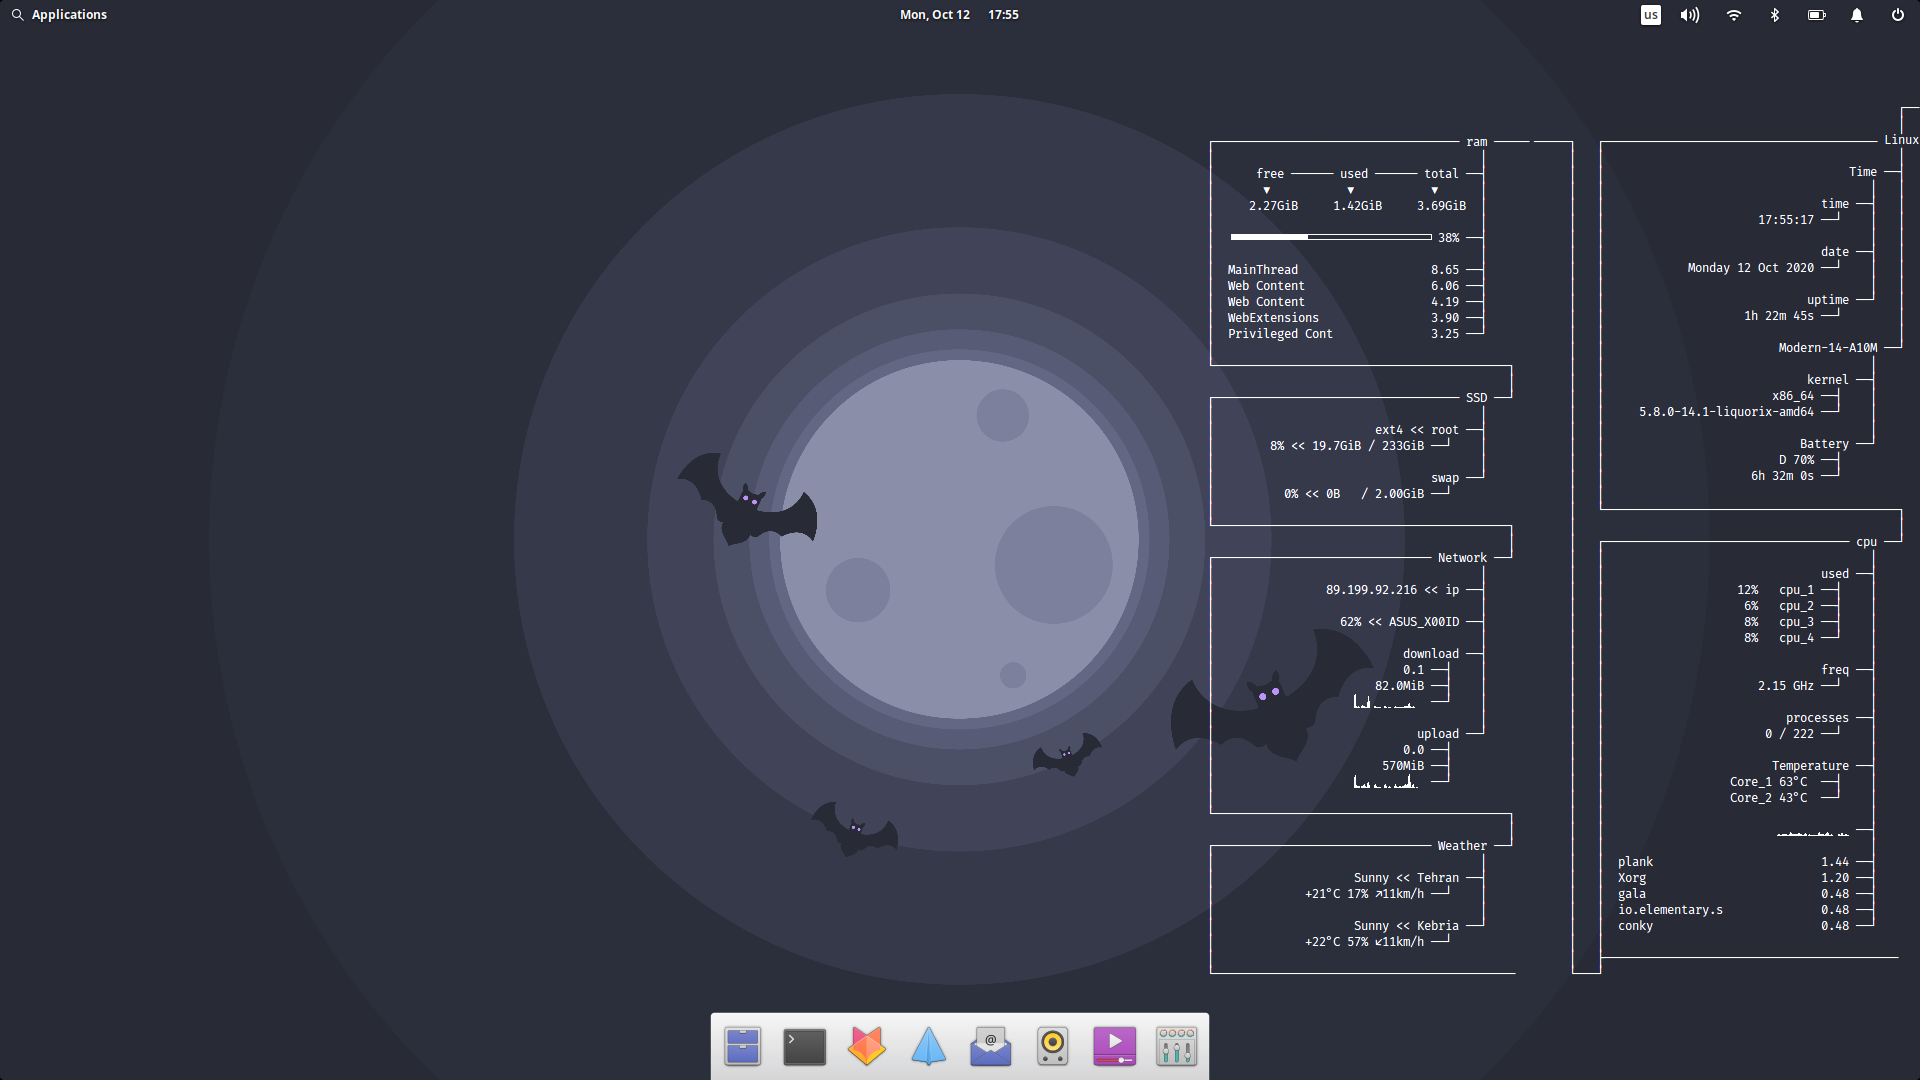 Applications
Mon, Oct 12 17:55
us
ram
free used total
▼ ▼ ▼
2.27GiB 1.42GiB 3.69GiB
38%
MainThread 8.65
Web Content 6.06
Web Content 4.19
WebExtensions 3.90
Privileged Cont 3.25
SSD
ext4 << root
8% << 19.7GiB / 233GiB
swap
0% << 0B / 2.00GiB
Network
89.199.92.216 << ip
62% << ASUS_X00ID
download
0.1
82.0MiB
upload
0.0
570MiB
Weather
Sunny << Tehran
+21°C 17% ↗11km/h
Sunny << Kebria
+22°C 57% ↙11km/h
Linux
Time
time
17:55:17
date
Monday 12 Oct 2020
uptime
1h 22m 45s
Modern-14-A10M
kernel
x86_64
5.8.0-14.1-liquorix-amd64
Battery
D 70%
6h 32m 0s
cpu
used
12% cpu_1
6% cpu_2
8% cpu_3
8% cpu_4
freq
2.15 GHz
processes
0 / 222
Temperature
Core_1 63°C
Core_2 43°C
plank 1.44
Xorg 1.20
gala 0.48
io.elementary.s 0.48
conky 0.48
@